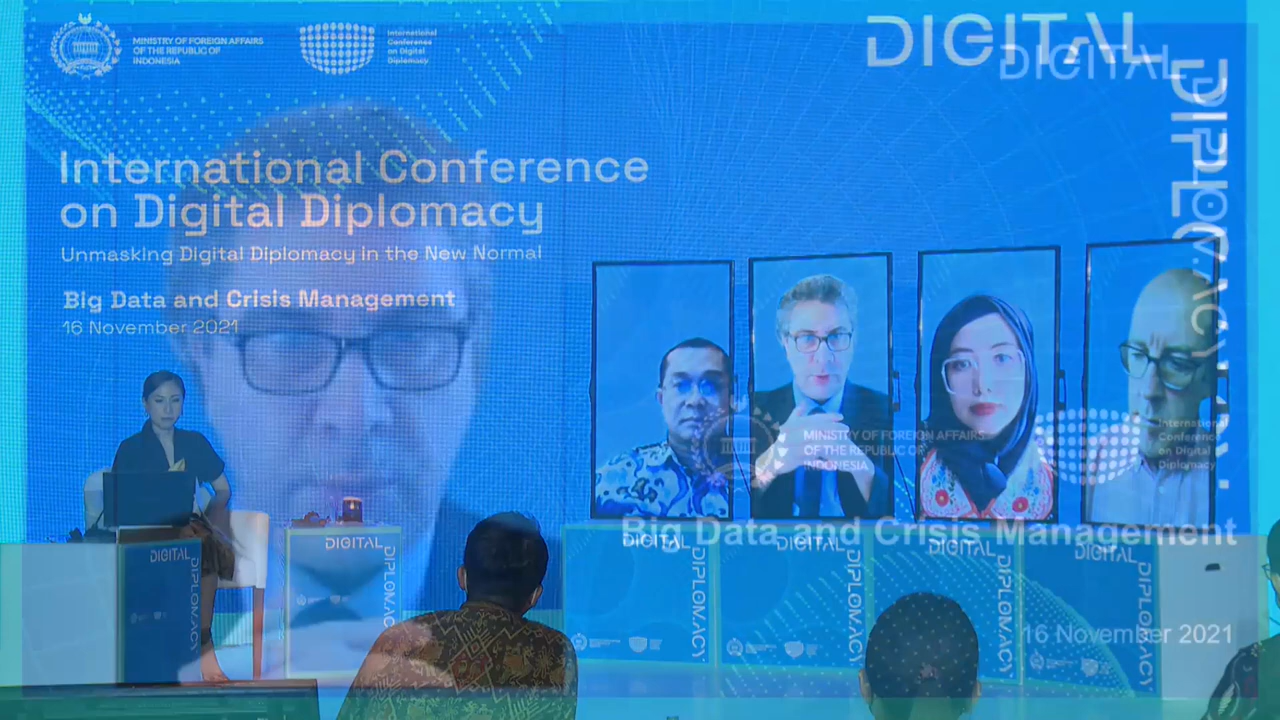 MINISTRY OF FOREIGN AFFAIRS
OF THE REPUBLIC OF
INDONESIA
International
Conference
on Digital
Diplomacy
DIGITAL
DIPLOMACY
DIGITAL
DIPLOMACY
International Conference
on Digital Diplomacy
Unmasking Digital Diplomacy in the New Normal
Big Data and Crisis Management
16 November 2021
MINISTRY OF FOREIGN AFFAIRS
OF THE REPUBLIC OF
INDONESIA
International
Conference
on Digital
Diplomacy
Big Data and Crisis Management
16 November 2021
DIGITAL
DIPLOMACY
DIGITAL
DIPLOMACY
DIGITAL
DIPLOMACY
DIGITAL
DIPLOMACY
DIGITAL
DIPLOMACY
DIGITAL
DIPLOMACY